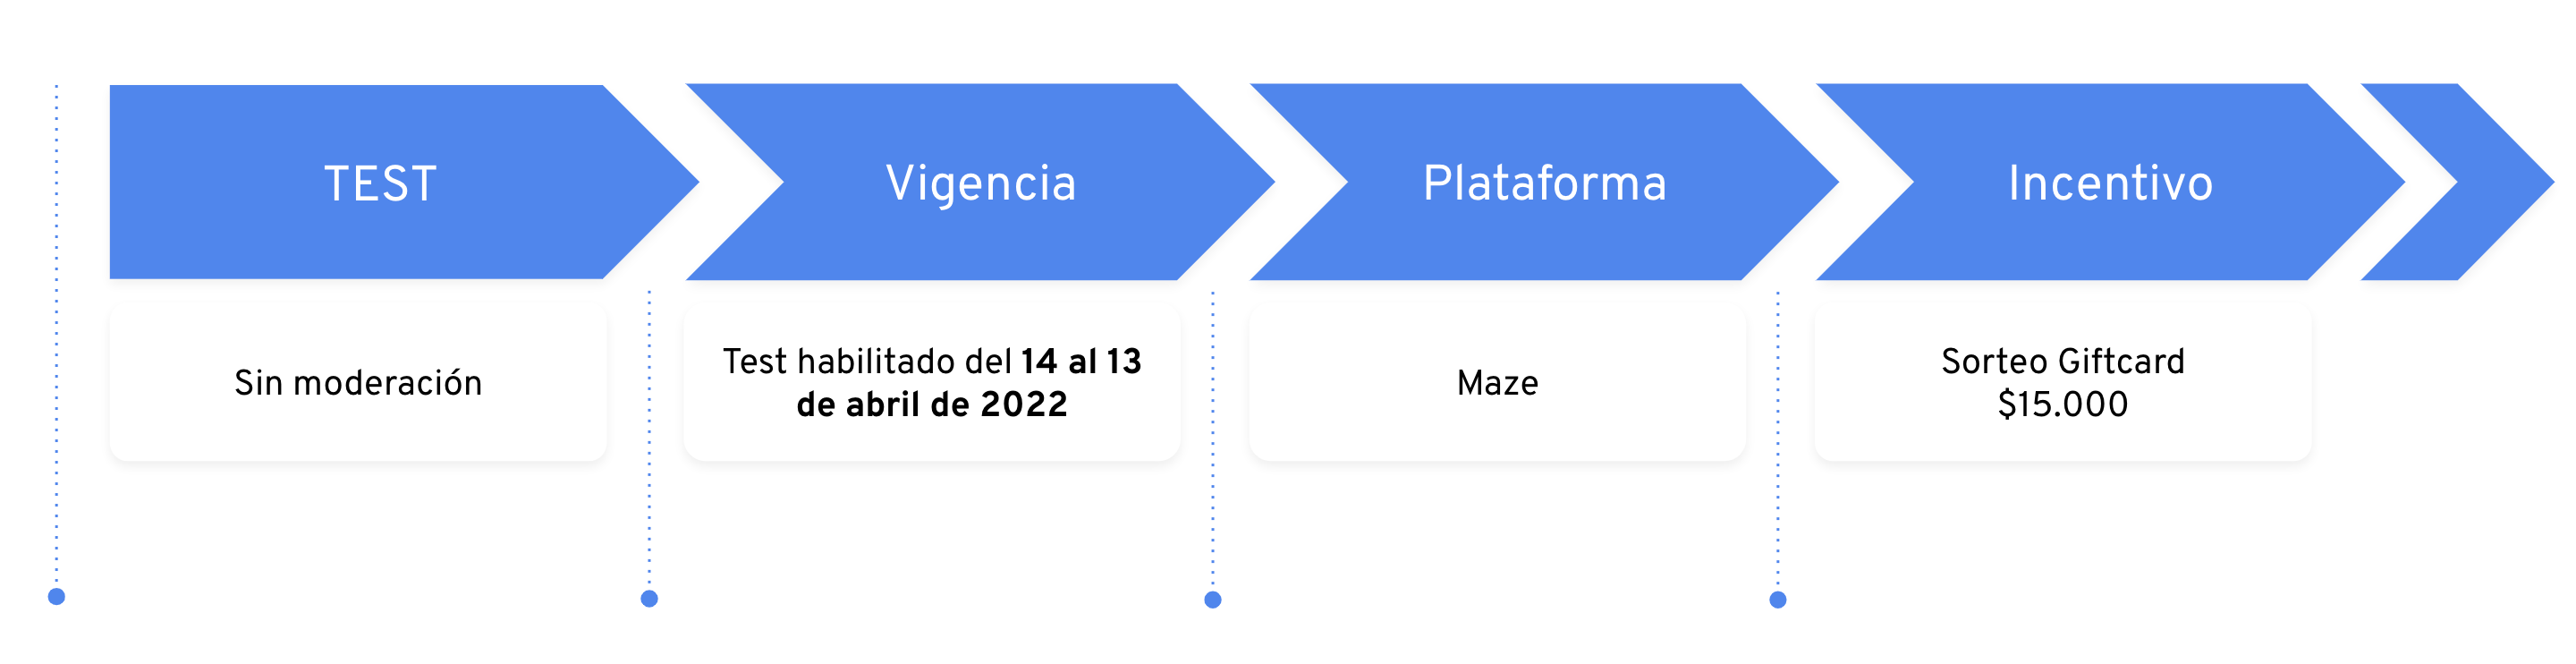 TEST
Vigencia
Plataforma
Incentivo
Sin moderación
Test habilitado del 14 al 13
de abril de 2022
Maze
Sorteo Giftcard
$15.000